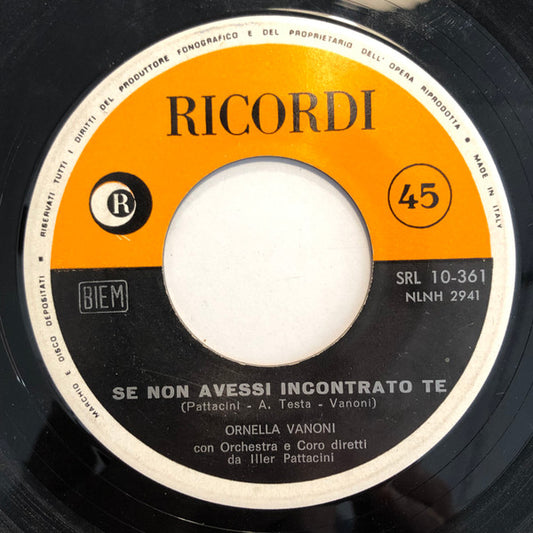 MARCHIO E DISCO DEPOSITATI • RISERVATI TUTTI I DIRITTI DEL PRODUTTORE FONOGRAFICO E DEL PROPRIETARIO DELL'OPERA RIPRODOTTA • MADE IN ITALY
RICORDI
R
45
BIEM
SRL 10-361
NLNH 2941
SE NON AVESSI INCONTRATO TE
(Pattacini - A. Testa - Vanoni)
ORNELLA VANONI
con Orchestra e Coro diretti
da Iller Pattacini